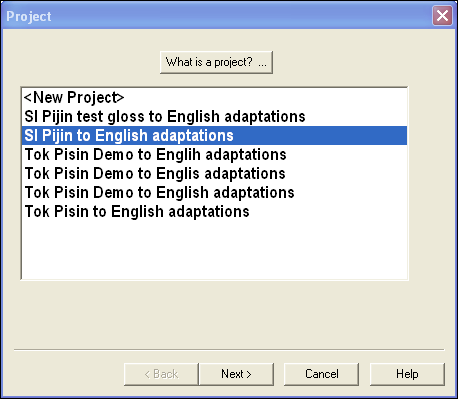 Project
What is a project? ...
<New Project>
SI Pijin test gloss to English adaptations
SI Pijin to English adaptations
Tok Pisin Demo to Englih adaptations
Tok Pisin Demo to Englis adaptations
Tok Pisin Demo to English adaptations
Tok Pisin to English adaptations
< Back
Next >
Cancel
Help